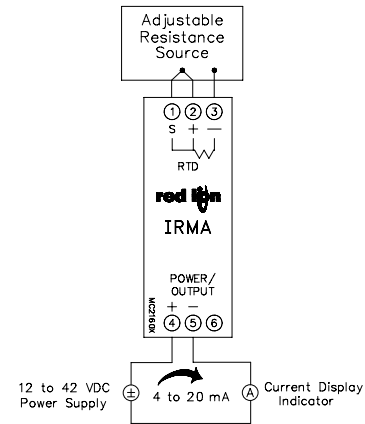 Adjustable
Resistance
Source
1 2 3
S + −
RTD
red lion
IRMA
POWER/
OUTPUT
MC2160X
+ −
4 5 6
12 to 42 VDC
Power Supply
±
4 to 20 mA
A
Current Display
Indicator